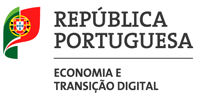 REPÚBLICA
PORTUGUESA
ECONOMIA E
TRANSIÇÃO DIGITAL